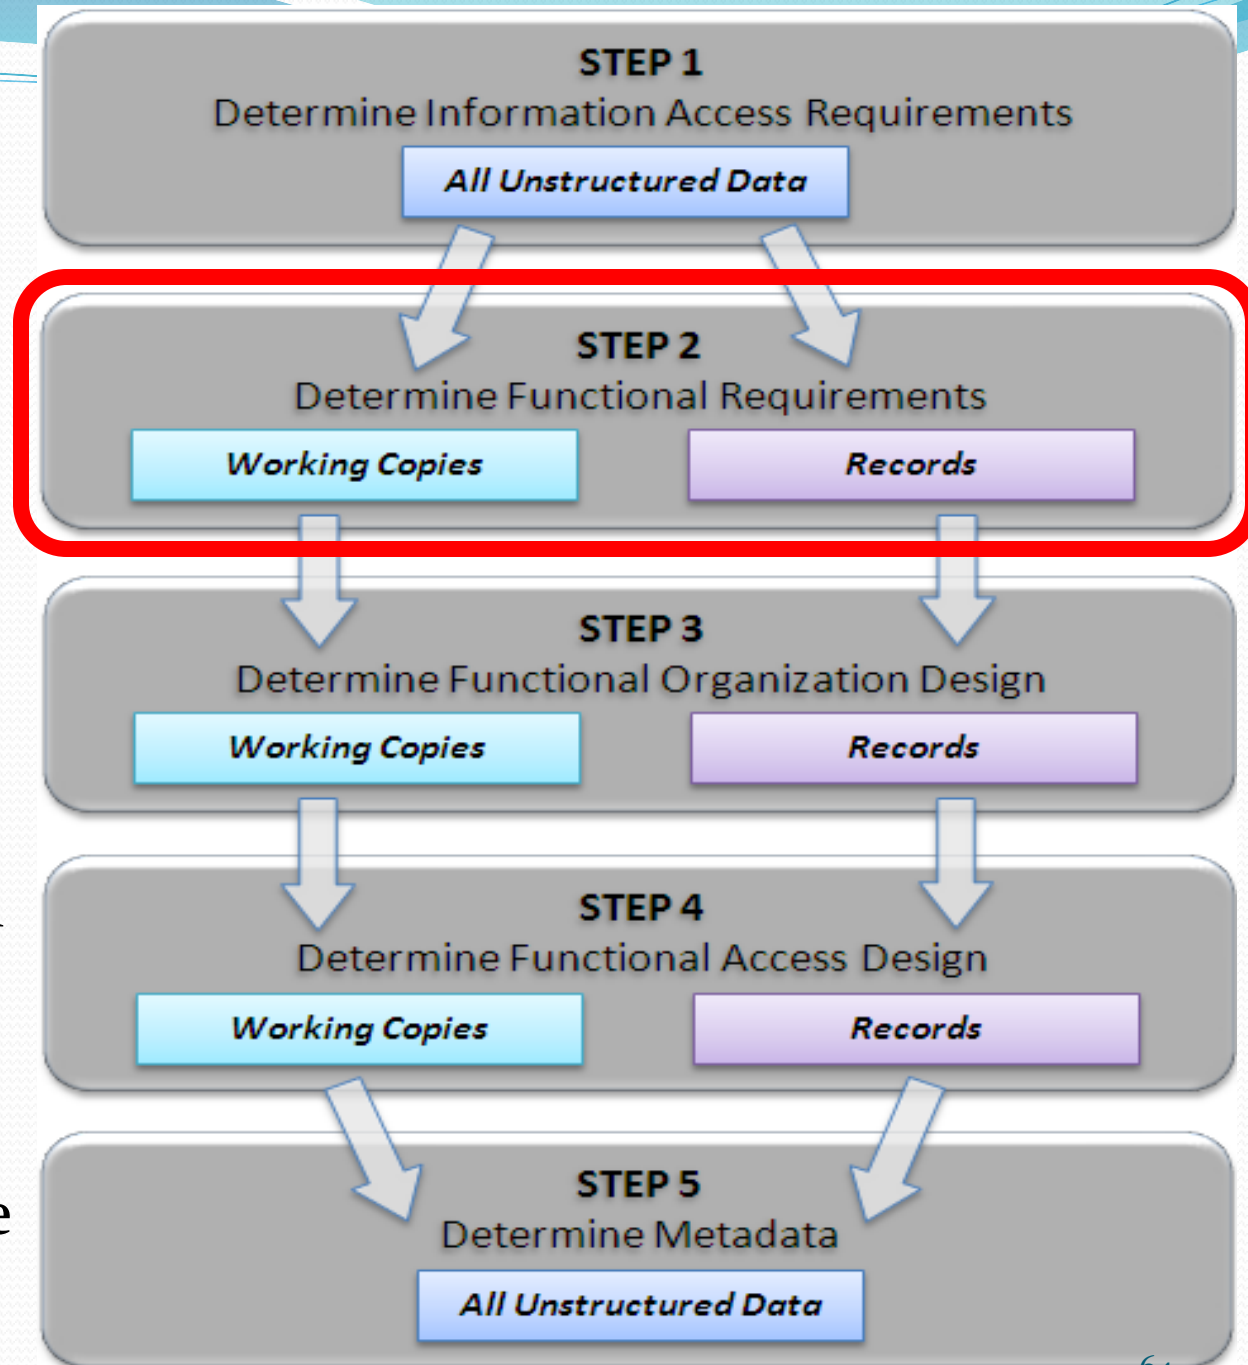 STEP 1
Determine Information Access Requirements
All Unstructured Data
STEP 2
Determine Functional Requirements
Working Copies
Records
STEP 3
Determine Functional Organization Design
Working Copies
Records
STEP 4
Determine Functional Access Design
Working Copies
Records
STEP 5
Determine Metadata
All Unstructured Data